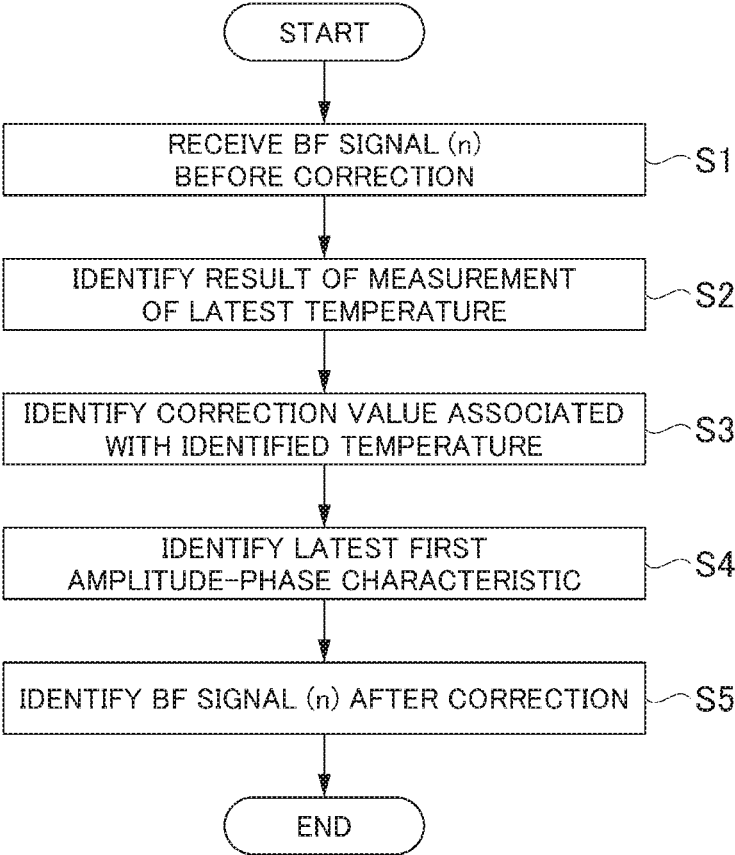 START
RECEIVE BF SIGNAL (n)
BEFORE CORRECTION
S1
IDENTIFY RESULT OF MEASUREMENT
OF LATEST TEMPERATURE
S2
IDENTIFY CORRECTION VALUE ASSOCIATED
WITH IDENTIFIED TEMPERATURE
S3
IDENTIFY LATEST FIRST
AMPLITUDE-PHASE CHARACTERISTIC
S4
IDENTIFY BF SIGNAL (n) AFTER CORRECTION
S5
END